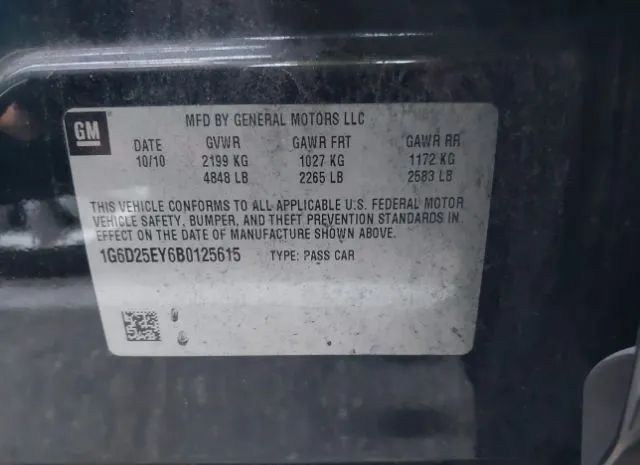 GM
MFD BY GENERAL MOTORS LLC
DATE GVWR GAWR FRT GAWR RR
10/10 2199 KG 1027 KG 1172 KG
4848 LB 2265 LB 2583 LB
THIS VEHICLE CONFORMS TO ALL APPLICABLE U.S. FEDERAL MOTOR
VEHICLE SAFETY, BUMPER, AND THEFT PREVENTION STANDARDS IN
EFFECT ON THE DATE OF MANUFACTURE SHOWN ABOVE.
1G6D25EY6B0125615 TYPE: PASS CAR